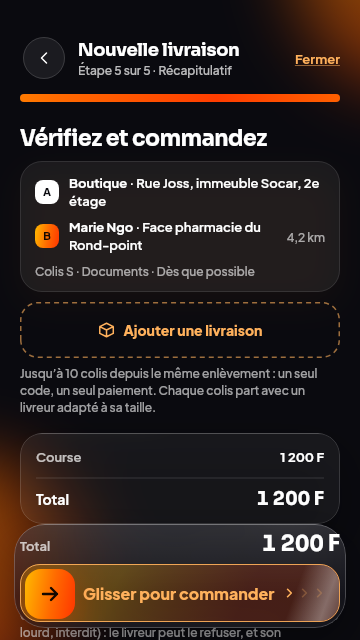 Nouvelle livraison
Étape 5 sur 5 · Récapitulatif
Fermer
Vérifiez et commandez
A
Boutique · Rue Joss, immeuble Socar, 2e
étage
B
Marie Ngo · Face pharmacie du
Rond-point
4,2 km
Colis S · Documents · Dès que possible
Ajouter une livraison
Jusqu’à 10 colis depuis le même enlèvement : un seul
code, un seul paiement. Chaque colis part avec un
livreur adapté à sa taille.
Course
1 200 F
Total
1 200 F
Total
1 200 F
Glisser pour commander
lourd, interdit) : le livreur peut le refuser, et son